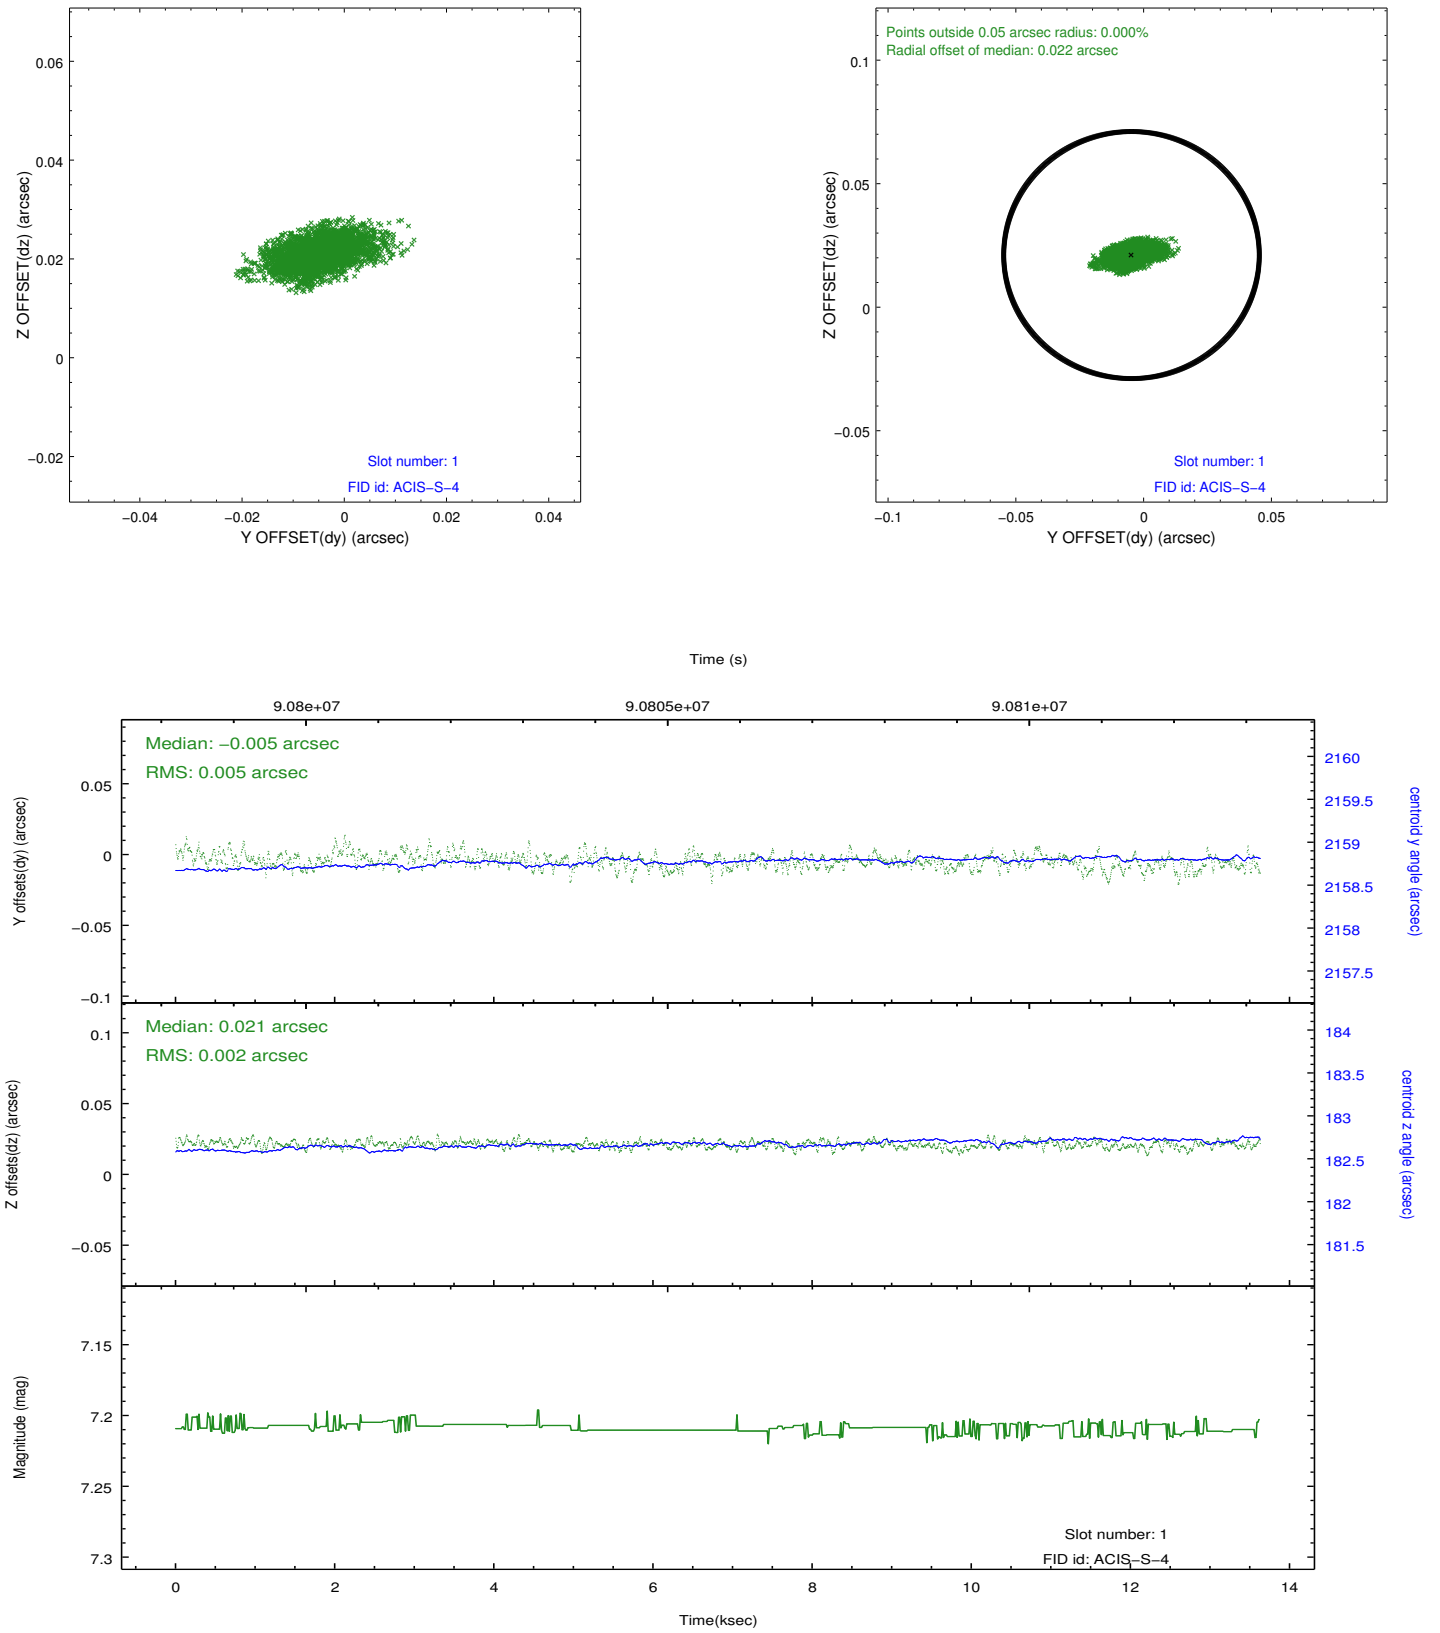 0.06
0.04
0.02
0
−0.02
Z OFFSET(dz) (arcsec)
Slot number: 1
FID id: ACIS−S−4
−0.04
−0.02
0
0.02
0.04
Y OFFSET(dy) (arcsec)
Points outside 0.05 arcsec radius: 0.000%
Radial offset of median: 0.022 arcsec
0.1
0.05
0
−0.05
Z OFFSET(dz) (arcsec)
Slot number: 1
FID id: ACIS−S−4
−0.1
−0.05
0
0.05
Y OFFSET(dy) (arcsec)
Time (s)
9.08e+07
9.0805e+07
9.081e+07
Median: −0.005 arcsec
RMS: 0.005 arcsec
0.05
0
−0.05
−0.1
Y offsets(dy) (arcsec)
2160
2159.5
2159
2158.5
2158
2157.5
centroid y angle (arcsec)
Median: 0.021 arcsec
RMS: 0.002 arcsec
0.1
0.05
0
−0.05
Z offsets(dz) (arcsec)
184
183.5
183
182.5
182
181.5
centroid z angle (arcsec)
7.15
7.2
7.25
7.3
Magnitude (mag)
Slot number: 1
FID id: ACIS−S−4
0
2
4
6
8
10
12
14
Time(ksec)